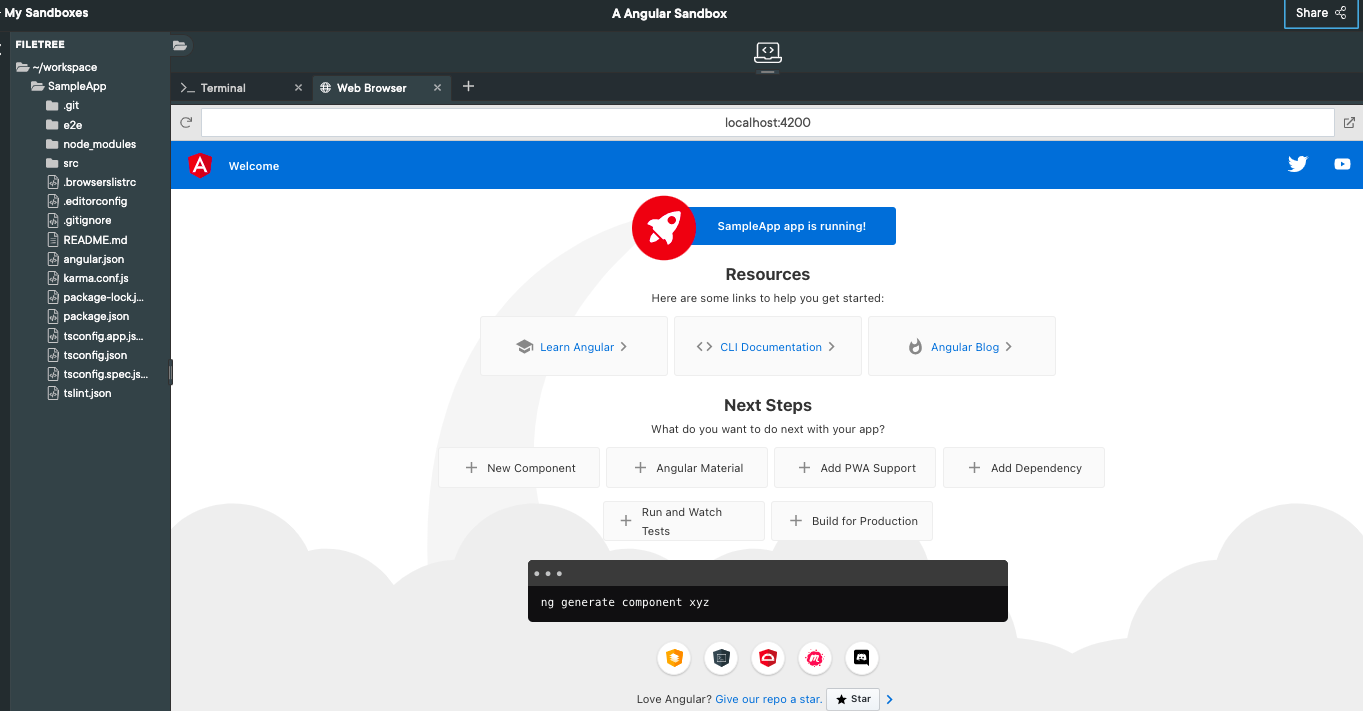 My Sandboxes
A Angular Sandbox
Share
FILETREE
~/workspace
SampleApp
.git
e2e
node_modules
src
.browserslistrc
.editorconfig
.gitignore
README.md
angular.json
karma.conf.js
package-lock.j...
package.json
tsconfig.app.js...
tsconfig.json
tsconfig.spec.js...
tslint.json
>_ Terminal ×
Web Browser ×
+
localhost:4200
A Welcome
SampleApp app is running!
Resources
Here are some links to help you get started:
Learn Angular
CLI Documentation
Angular Blog
Next Steps
What do you want to do next with your app?
New Component
Angular Material
Add PWA Support
Add Dependency
Run and Watch
Tests
Build for Production
ng generate component xyz
m
Love Angular? Give our repo a star. Star